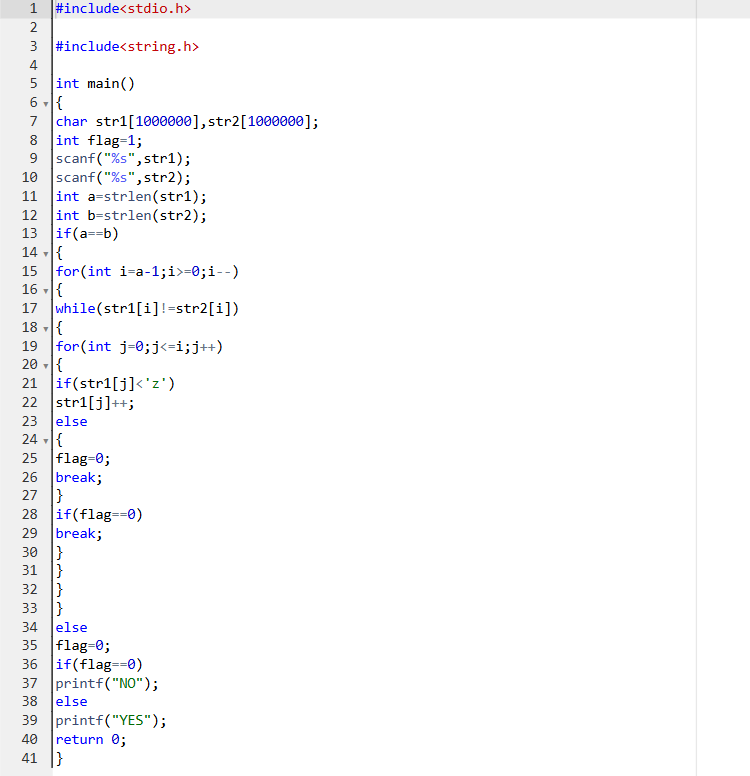 1 #include<stdio.h>
2
3 #include<string.h>
4
5 int main()
6 {
7 char str1[1000000],str2[1000000];
8 int flag=1;
9 scanf("%s",str1);
10 scanf("%s",str2);
11 int a=strlen(str1);
12 int b=strlen(str2);
13 if(a==b)
14 {
15 for(int i=a-1;i>=0;i--)
16 {
17 while(str1[i]!=str2[i])
18 {
19 for(int j=0;j<=i;j++)
20 {
21 if(str1[j]<'z')
22 str1[j]++;
23 else
24 {
25 flag=0;
26 break;
27 }
28 if(flag==0)
29 break;
30 }
31 }
32 }
33 }
34 else
35 flag=0;
36 if(flag==0)
37 printf("NO");
38 else
39 printf("YES");
40 return 0;
41 }